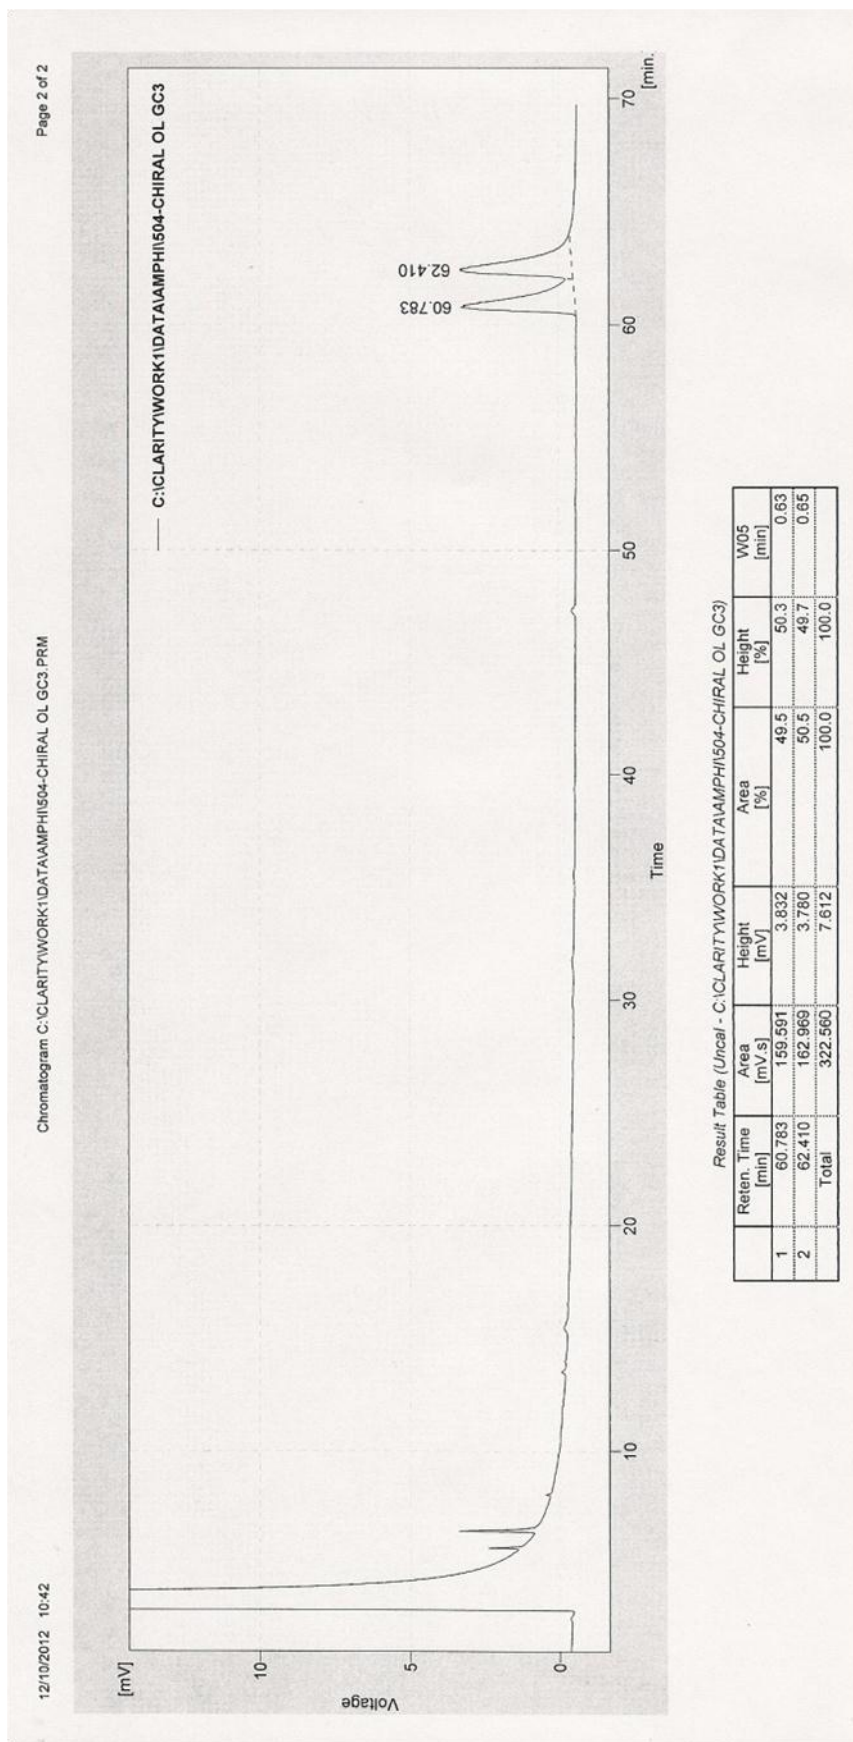 12/10/2012 10:42
Chromatogram C:\CLARITY\WORK1\DATA\AMPHI\504-CHIRAL OL GC3.PRM
Page 2 of 2
C:\CLARITY\WORK1\DATA\AMPHI\504-CHIRAL OL GC3
[mV]
10
5
0
Voltage
60.783
62.410
10
20
30
40
50
60
70
[min.
Time
Result Table (Uncal - C:\CLARITY\WORK1\DATA\AMPHI\504-CHIRAL OL GC3)
Reten. Time Area Height Area Height W05
[min] [mV.s] [mV] [%] [%] [min]
1 60.783 159.591 3.832 49.5 50.3 0.63
2 62.410 162.969 3.780 50.5 49.7 0.65
Total 322.560 7.612 100.0 100.0